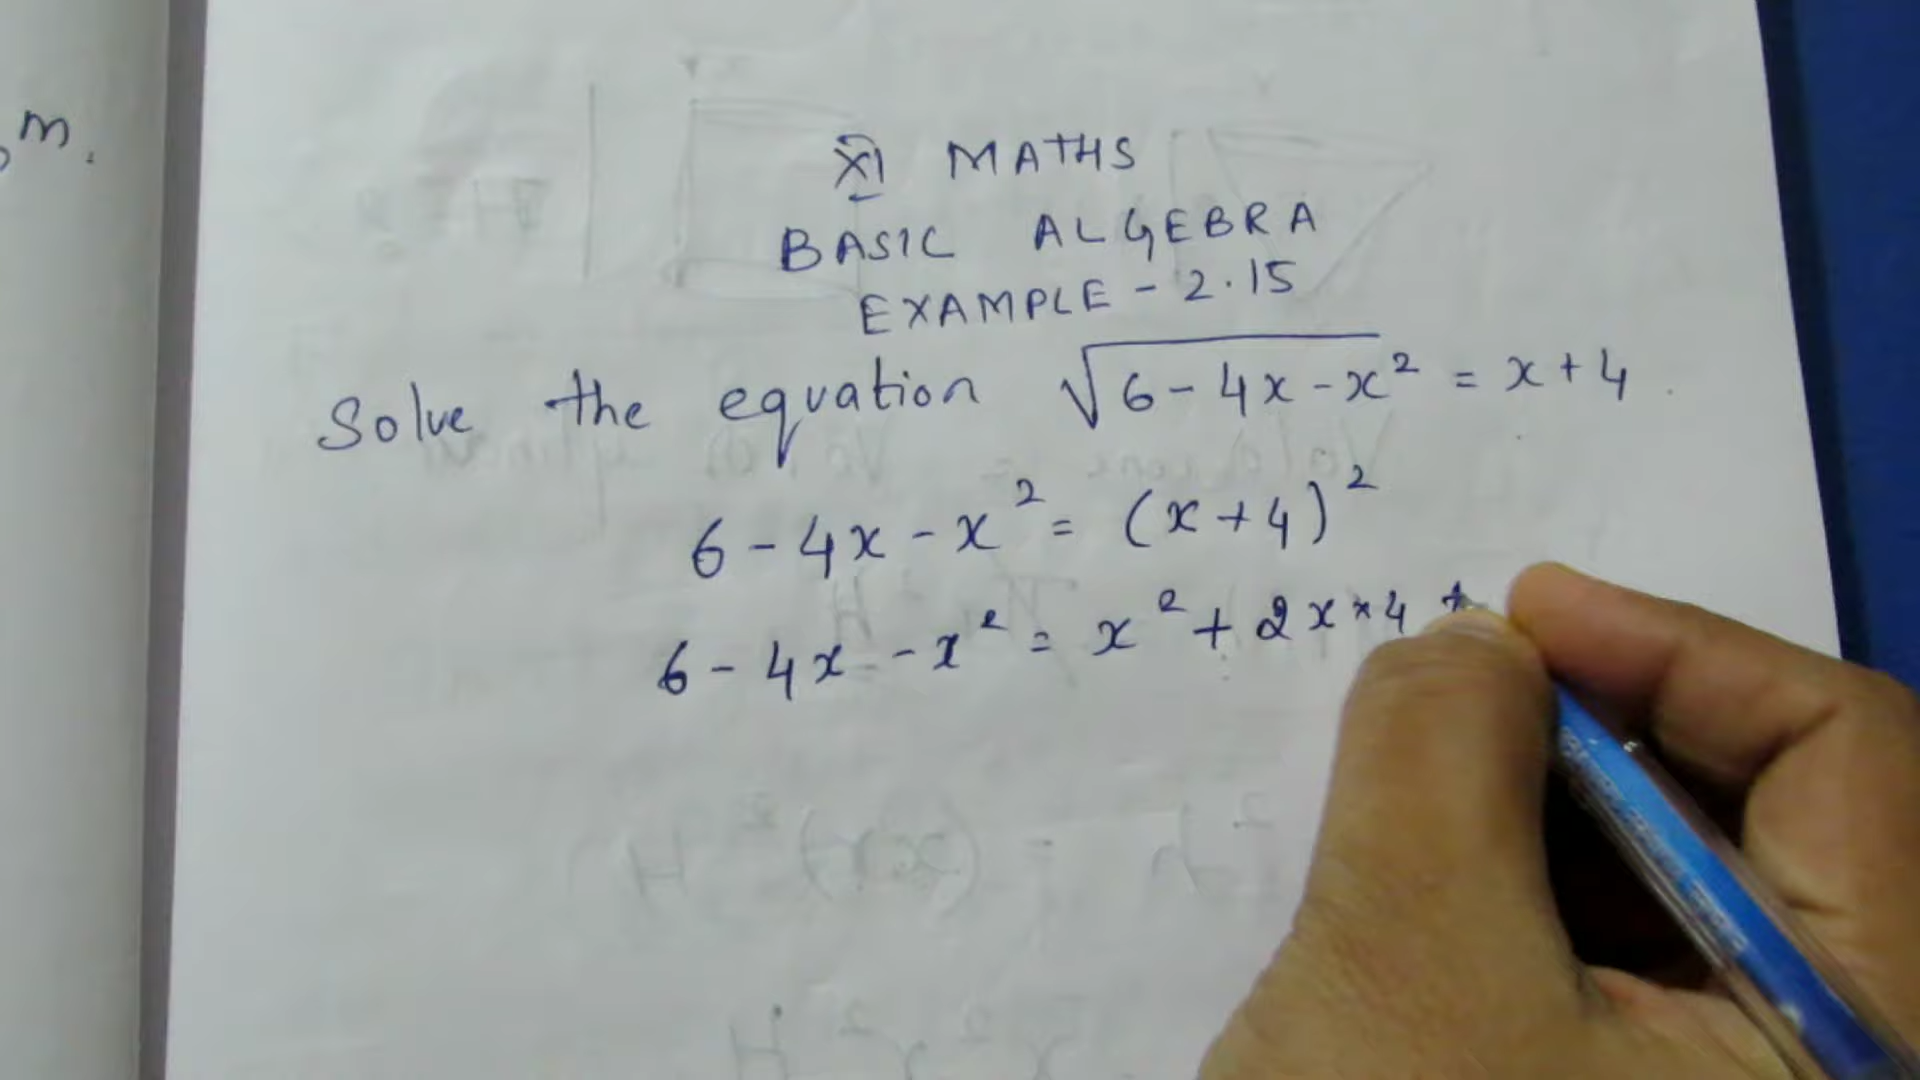 m.
XI MATHS
BASIC ALGEBRA
EXAMPLE - 2.15
Solve the equation √6-4x-x² = x+4.
6-4x-x² = (x+4)²
6-4x-x² = x²+2x×4+